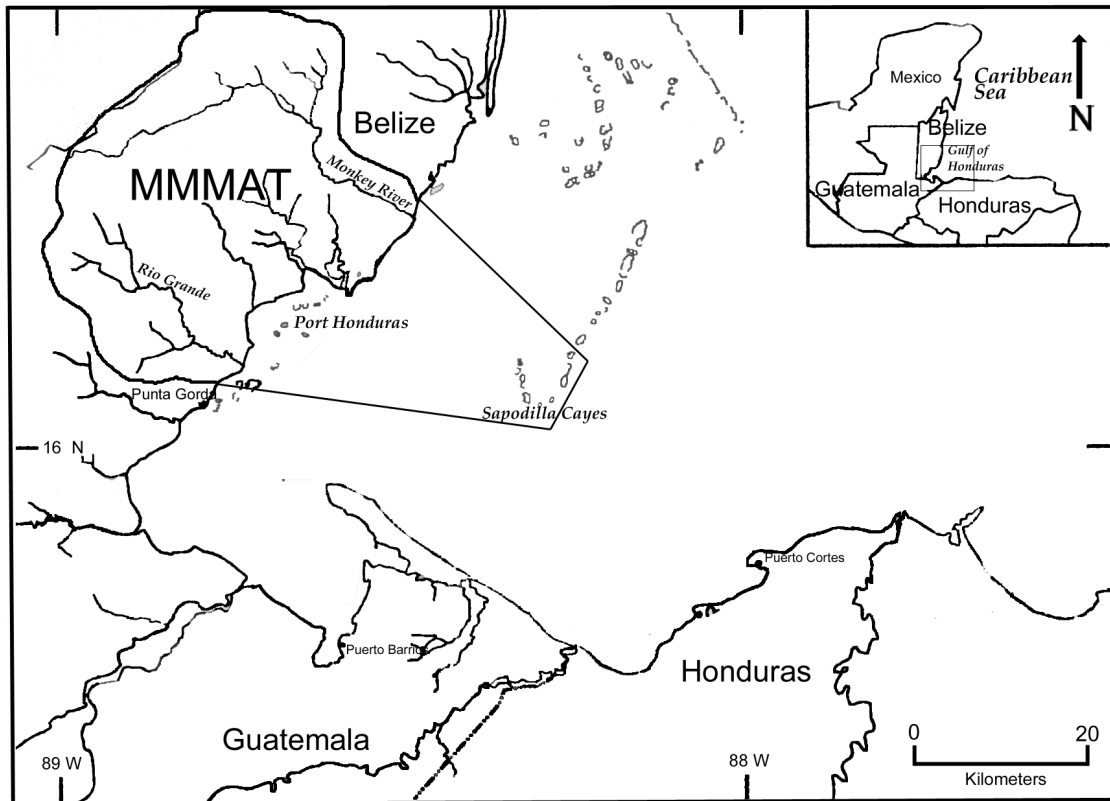 Belize
MMMAT
Monkey River
Rio Grande
Port Honduras
Punta Gorda
Sapodilla Cayes
16 N
Puerto Cortes
Puerto Barrios
Honduras
Guatemala
89 W
88 W
0 20
Kilometers
Mexico
Caribbean
Sea
N
Belize
Gulf of
Honduras
Guatemala
Honduras